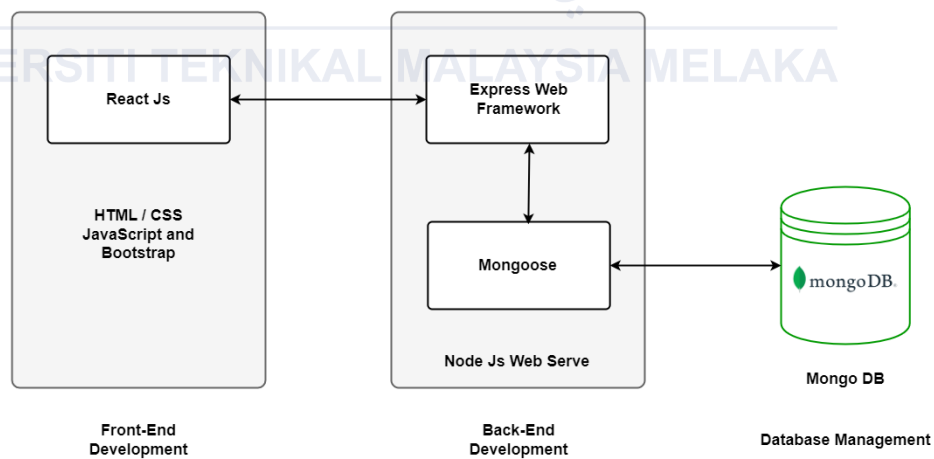 ERSITI TEKNIKAL MALAYSIA MELAKA
React Js
HTML / CSS
JavaScript and
Bootstrap
Front-End
Development
Express Web
Framework
Mongoose
Node Js Web Serve
Back-End
Development
mongoDB.
Mongo DB
Database Management